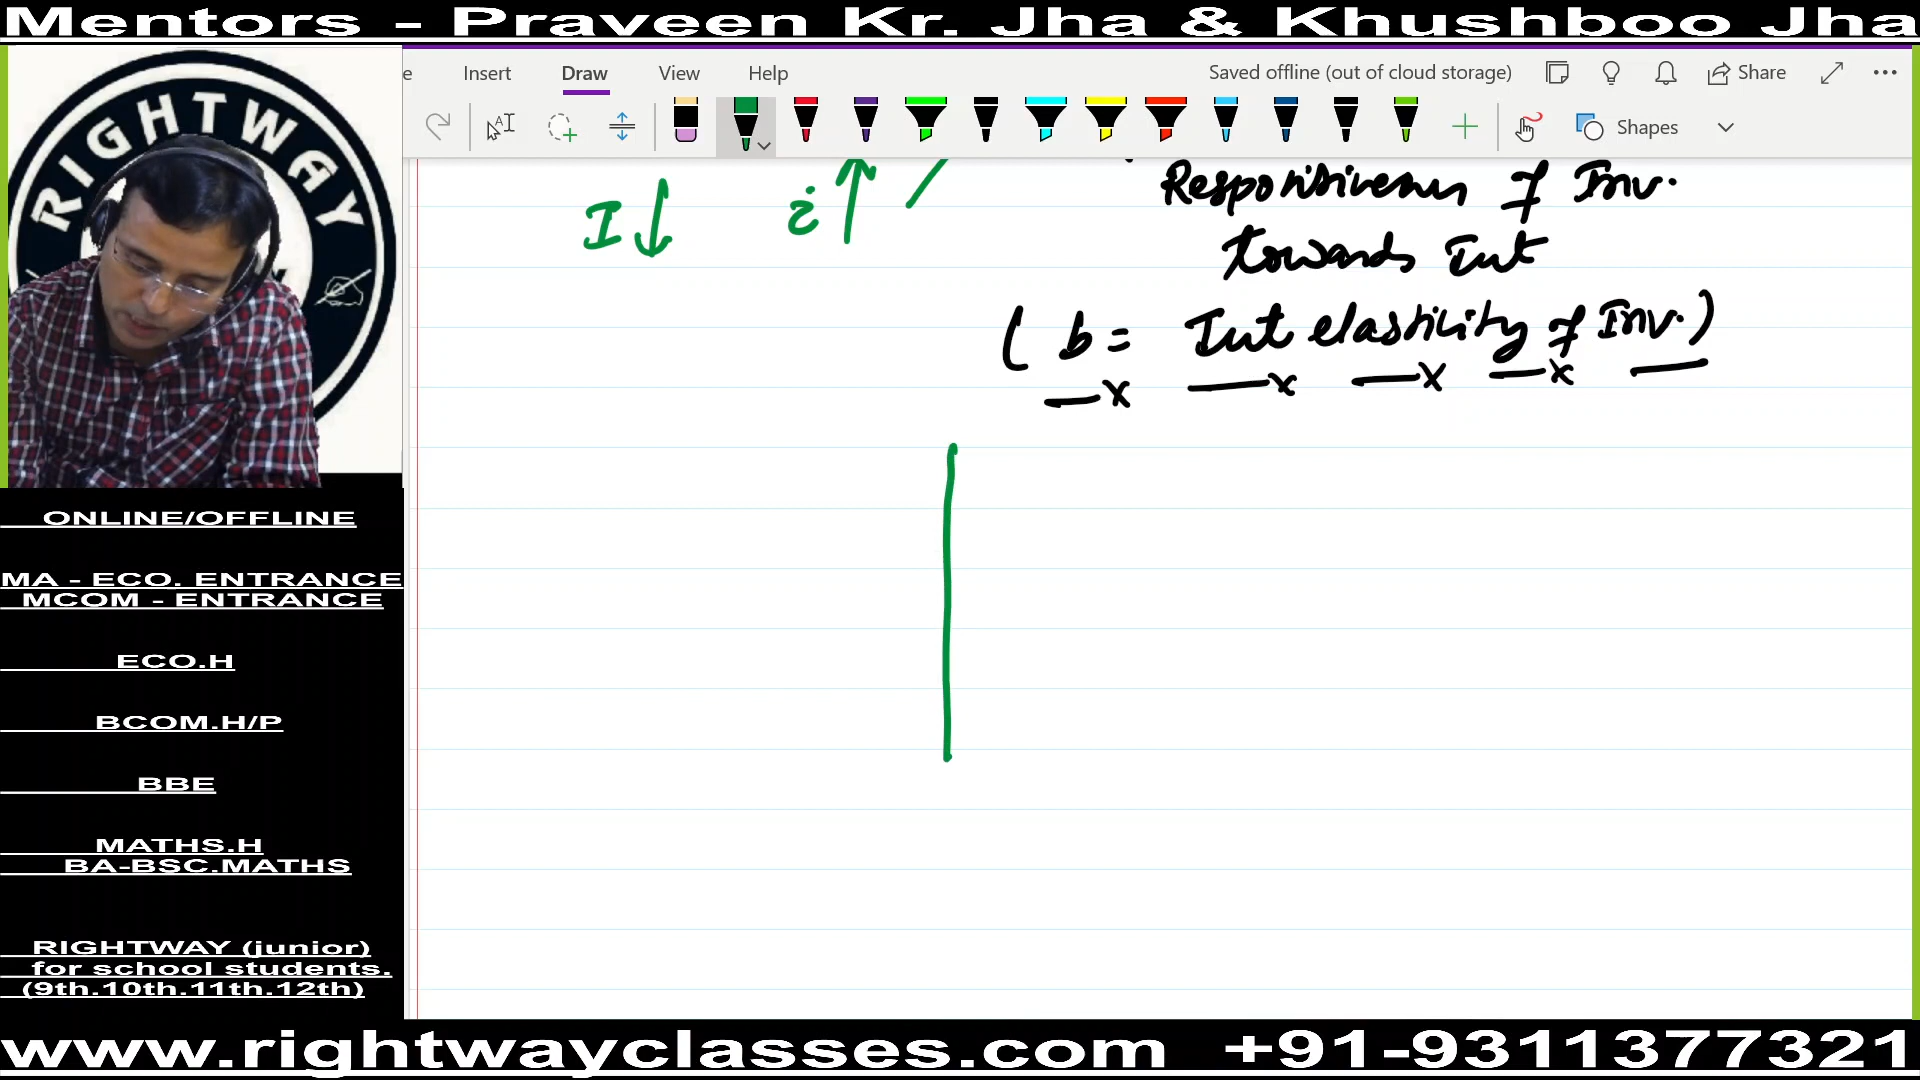 Mentors - Praveen Kr. Jha & Khushboo Jha
e Insert Draw View Help
Saved offline (out of cloud storage)
Share
Shapes
RIGHTWAY
I↓ i↑
of Inv.
towards Int
( b = Int elasticity of Inv. )
ONLINE/OFFLINE
MA - ECO. ENTRANCE
MCOM - ENTRANCE
ECO.H
BCOM.H/P
BBE
MATHS.H
BA-BSC.MATHS
RIGHTWAY (junior)
for school students.
(9th.10th.11th.12th)
www.rightwayclasses.com +91-9311377321